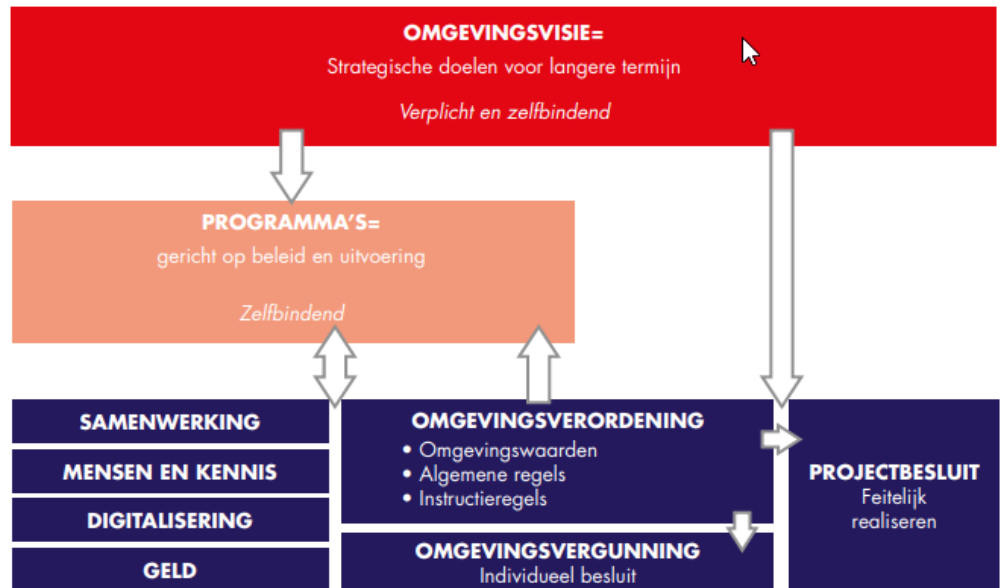 OMGEVINGSVISIE=
Strategische doelen voor langere termijn
Verplicht en zelfbindend
PROGRAMMA'S=
gericht op beleid en uitvoering
Zelfbindend
SAMENWERKING
MENSEN EN KENNIS
DIGITALISERING
GELD
OMGEVINGSVERORDENING
• Omgevingswaarden
• Algemene regels
• Instructieregels
OMGEVINGSVERGUNNING
Individueel besluit
PROJECTBESLUIT
Feitelijk
realiseren